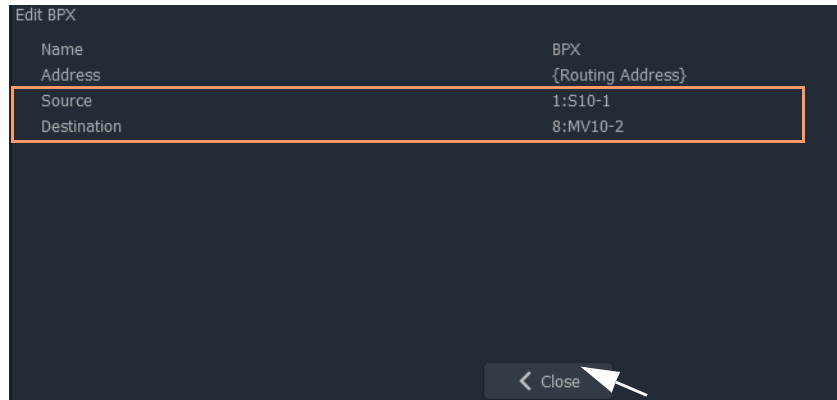 Edit BPX
Name BPX
Address {Routing Address}
Source 1:S10-1
Destination 8:MV10-2
Close